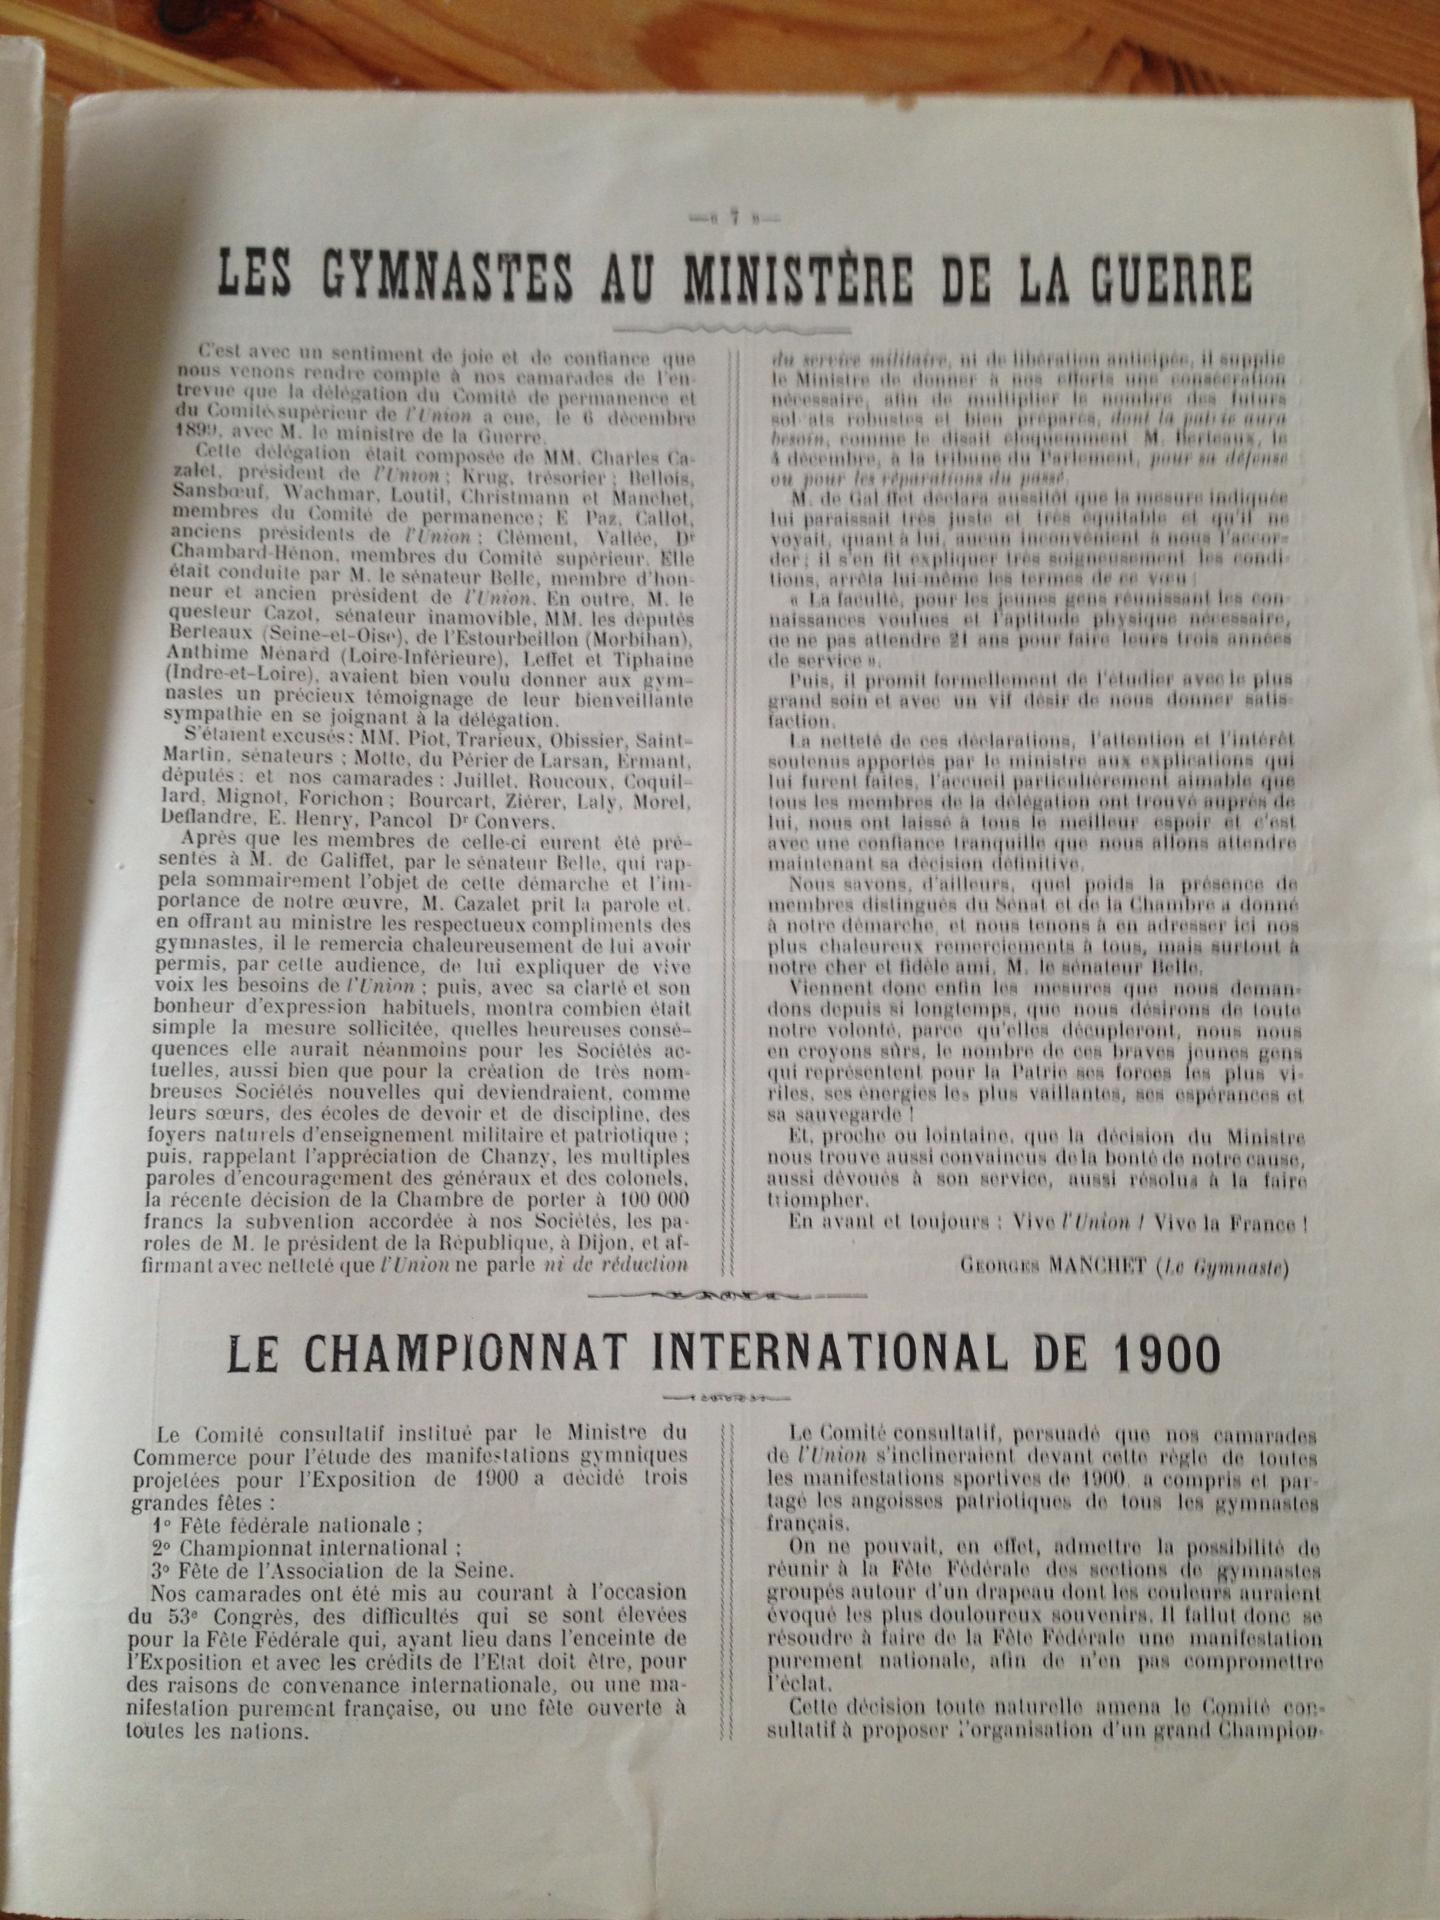 —« 7 »—
LES GYMNASTES AU MINISTÈRE DE LA GUERRE
C'est avec un sentiment de joie et de confiance que
nous venons rendre compte à nos camarades de l'en-
trevue que la délégation du Comité de permanence et
du Comité supérieur de l'Union a eue, le 6 décembre
1899, avec M. le ministre de la Guerre.
Cette délégation était composée de MM. Charles Ca-
zalet, président de l'Union ; Krug, trésorier ; Bellois,
Sansbœuf, Wachmar, Loutil, Christmann et Manchet,
membres du Comité de permanence ; E Paz, Callot,
anciens présidents de l'Union ; Clément, Vallée, Dr
Chambard-Hénon, membres du Comité supérieur. Elle
était conduite par M. le sénateur Belle, membre d'hon-
neur et ancien président de l'Union. En outre, M. le
questeur Cazot, sénateur inamovible, MM. les députés
Berteaux (Seine-et-Oise), de l'Estourbeillon (Morbihan),
Anthime Ménard (Loire-Inférieure), Leffet et Tiphaine
(Indre-et-Loire), avaient bien voulu donner aux gym-
nastes un précieux témoignage de leur bienveillante
sympathie en se joignant à la délégation.
S'étaient excusés : MM. Piot, Trarieux, Obissier, Saint-
Martin, sénateurs ; Motte, du Périer de Larsan, Ermant,
députés : et nos camarades : Juillet, Roucoux, Coquil-
lard, Mignot, Forichon ; Bourcart, Ziérer, Laly, Morel,
Deflandre, E. Henry, Pancol Dr Convers.
Après que les membres de celle-ci eurent été pré-
sentés à M. de Galiffet, par le sénateur Belle, qui rap-
pela sommairement l'objet de cette démarche et l'im-
portance de notre œuvre, M. Cazalet prit la parole et.
en offrant au ministre les respectueux compliments des
gymnastes, il le remercia chaleureusement de lui avoir
permis, par cette audience, de lui expliquer de vive
voix les besoins de l'Union ; puis, avec sa clarté et son
bonheur d'expression habituels, montra combien était
simple la mesure sollicitée, quelles heureuses consé-
quences elle aurait néanmoins pour les Sociétés ac-
tuelles, aussi bien que pour la création de très nom-
breuses Sociétés nouvelles qui deviendraient, comme
leurs sœurs, des écoles de devoir et de discipline, des
foyers naturels d'enseignement militaire et patriotique ;
puis, rappelant l'appréciation de Chanzy, les multiples
paroles d'encouragement des généraux et des colonels,
la récente décision de la Chambre de porter à 100 000
francs la subvention accordée à nos Sociétés, les pa-
roles de M. le président de la République, à Dijon, et af-
firmant avec netteté que l'Union ne parle ni de réduction
du service militaire, ni de libération anticipée, il supplie
le Ministre de donner à nos efforts une consécration
nécessaire, afin de multiplier le nombre des futurs
sol ats robustes et bien préparés, dont la patrie aura
besoin, comme le disait éloquemment M. Berteaux, le
4 décembre, à la tribune du Parlement, pour sa défense
ou pour les réparations du passé.
M. de Gal ffet déclara aussitôt que la mesure indiquée
lui paraissait très juste et très équitable et qu'il ne
voyait, quant à lui, aucun inconvénient à nous l'accor-
der ; il s'en fit expliquer très soigneusement les condi-
tions, arrêta lui-même les termes de ce vœu :
« La faculté, pour les jeunes gens réunissant les con-
naissances voulues et l'aptitude physique nécessaire,
de ne pas attendre 21 ans pour faire leurs trois années
de service ».
Puis, il promit formellement de l'étudier avec le plus
grand soin et avec un vif désir de nous donner satis-
faction.
La netteté de ces déclarations, l'attention et l'intérêt
soutenus apportés par le ministre aux explications qui
lui furent faites, l'accueil particulièrement aimable que
tous les membres de la délégation ont trouvé auprès de
lui, nous ont laissé à tous le meilleur espoir et c'est
avec une confiance tranquille que nous allons attendre
maintenant sa décision définitive.
Nous savons, d'ailleurs, quel poids la présence de
membres distingués du Sénat et de la Chambre a donné
à notre démarche, et nous tenons à en adresser ici nos
plus chaleureux remerciements à tous, mais surtout à
notre cher et fidèle ami, M. le sénateur Belle.
Viennent donc enfin les mesures que nous deman-
dons depuis si longtemps, que nous désirons de toute
notre volonté, parce qu'elles décupleront, nous nous
en croyons sûrs, le nombre de ces braves jeunes gens
qui représentent pour la Patrie ses forces les plus vi-
riles, ses énergies les plus vaillantes, ses espérances et
sa sauvegarde !
Et, proche ou lointaine, que la décision du Ministre
nous trouve aussi convaincus de la bonté de notre cause,
aussi dévoués à son service, aussi résolus à la faire
triompher.
En avant et toujours : Vive l'Union ! Vive la France !
GEORGES MANCHET (Le Gymnaste)
LE CHAMPIONNAT INTERNATIONAL DE 1900
Le Comité consultatif institué par le Ministre du
Commerce pour l'étude des manifestations gymniques
projetées pour l'Exposition de 1900 a décidé trois
grandes fêtes :
1º Fête fédérale nationale ;
2º Championnat international ;
3º Fête de l'Association de la Seine.
Nos camarades ont été mis au courant à l'occasion
du 53e Congrès, des difficultés qui se sont élevées
pour la Fête Fédérale qui, ayant lieu dans l'enceinte de
l'Exposition et avec les crédits de l'Etat doit être, pour
des raisons de convenance internationale, ou une ma-
nifestation purement française, ou une fête ouverte à
toutes les nations.
Le Comité consultatif, persuadé que nos camarades
de l'Union s'inclineraient devant cette règle de toutes
les manifestations sportives de 1900, a compris et par-
tagé les angoisses patriotiques de tous les gymnastes
français.
On ne pouvait, en effet, admettre la possibilité de
réunir à la Fête Fédérale des sections de gymnastes
groupés autour d'un drapeau dont les couleurs auraient
évoqué les plus douloureux souvenirs. Il fallut donc se
résoudre à faire de la Fête Fédérale une manifestation
purement nationale, afin de n'en pas compromettre
l'éclat.
Cette décision toute naturelle amena le Comité con-
sultatif à proposer l'organisation d'un grand Champion-